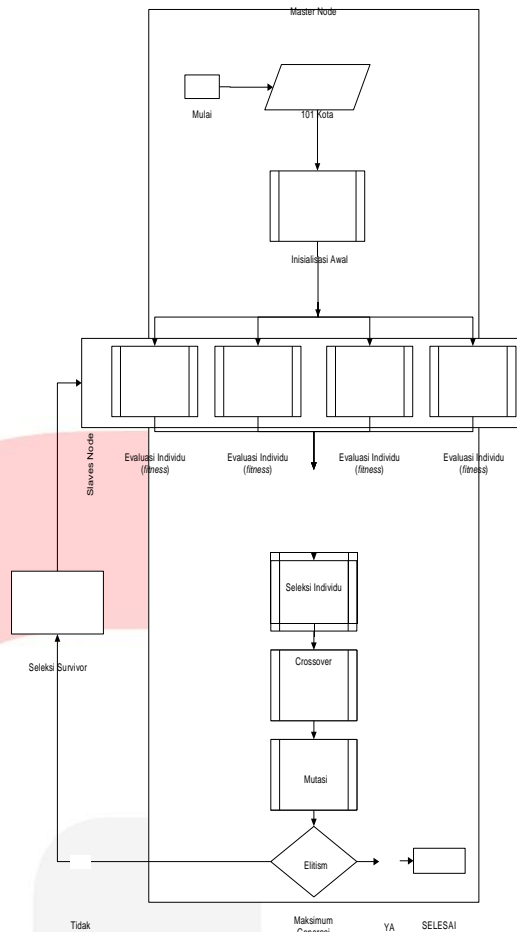 Master Node
Mulai
101 Kota
Inisialisasi Awal
Slaves Node
Evaluasi Individu
(fitness)
Evaluasi Individu
(fitness)
Evaluasi Individu
(fitness)
Evaluasi Individu
(fitness)
Seleksi Individu
Seleksi Survivor
Crossover
Mutasi
Elitism
Tidak
Maksimum
Generasi
YA
SELESAI